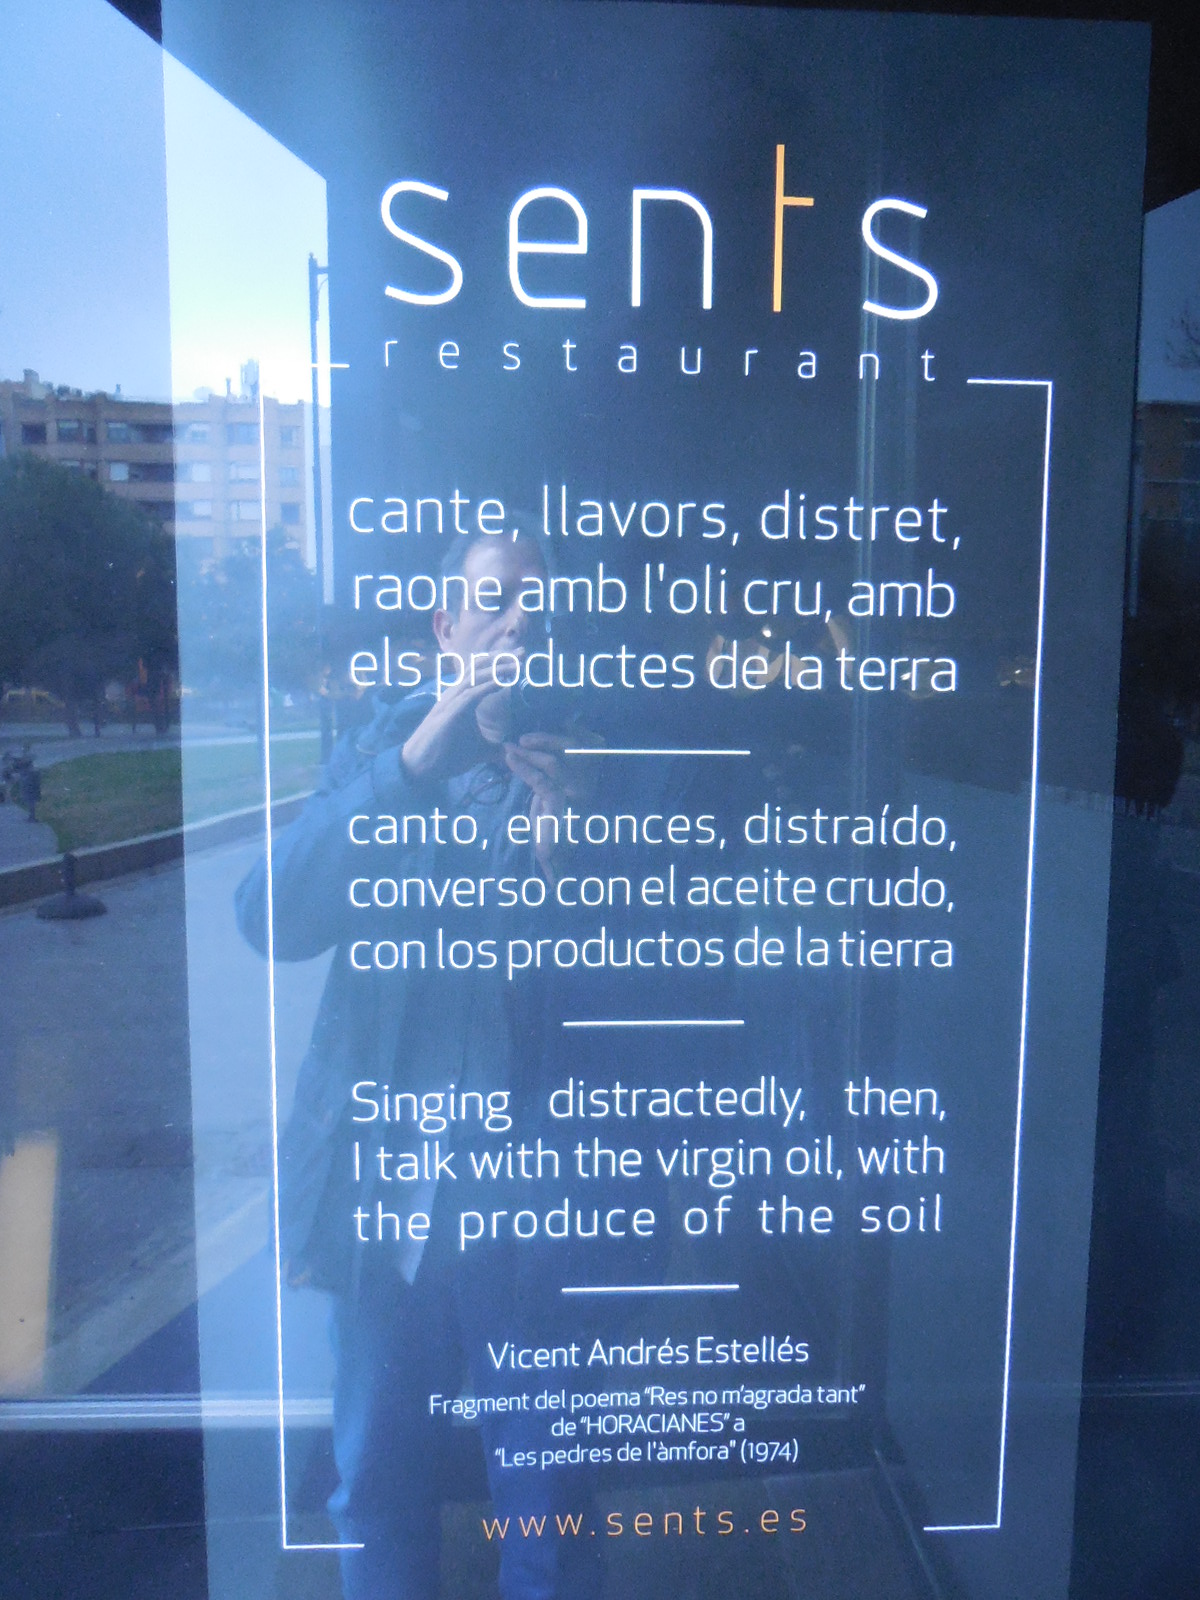 sents
restaurant
cante, llavors, distret,
raone amb l'oli cru, amb
els productes de la terra
canto, entonces, distraído,
converso con el aceite crudo,
con los productos de la tierra
Singing distractedly, then,
I talk with the virgin oil, with
the produce of the soil
Vicent Andrés Estellés
Fragment del poema “Res no m'agrada tant”
de “HORACIANES” a
“Les pedres de l'àmfora” (1974)
www.sents.es